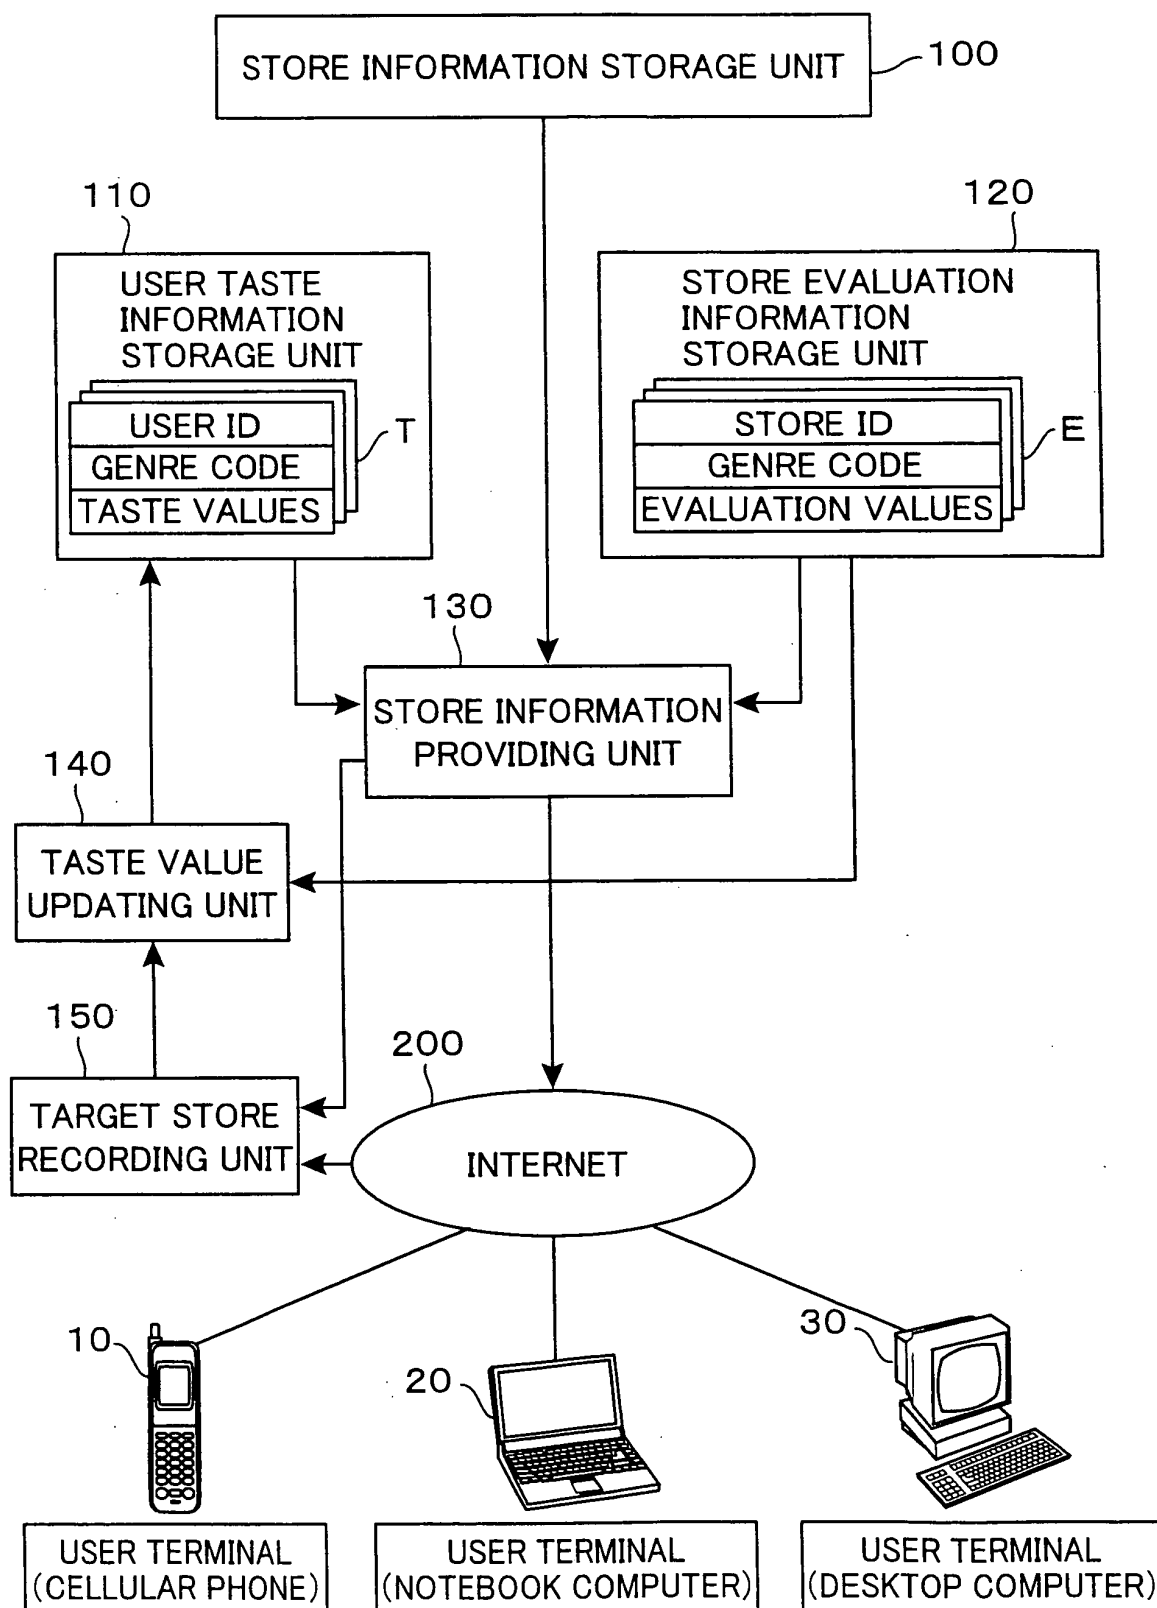 STORE INFORMATION STORAGE UNIT
100
110
USER TASTE
INFORMATION
STORAGE UNIT
USER ID
GENRE CODE
TASTE VALUES
T
120
STORE EVALUATION
INFORMATION
STORAGE UNIT
STORE ID
GENRE CODE
EVALUATION VALUES
E
130
STORE INFORMATION
PROVIDING UNIT
140
TASTE VALUE
UPDATING UNIT
150
TARGET STORE
RECORDING UNIT
200
INTERNET
10
20
30
USER TERMINAL
(CELLULAR PHONE)
USER TERMINAL
(NOTEBOOK COMPUTER)
USER TERMINAL
(DESKTOP COMPUTER)